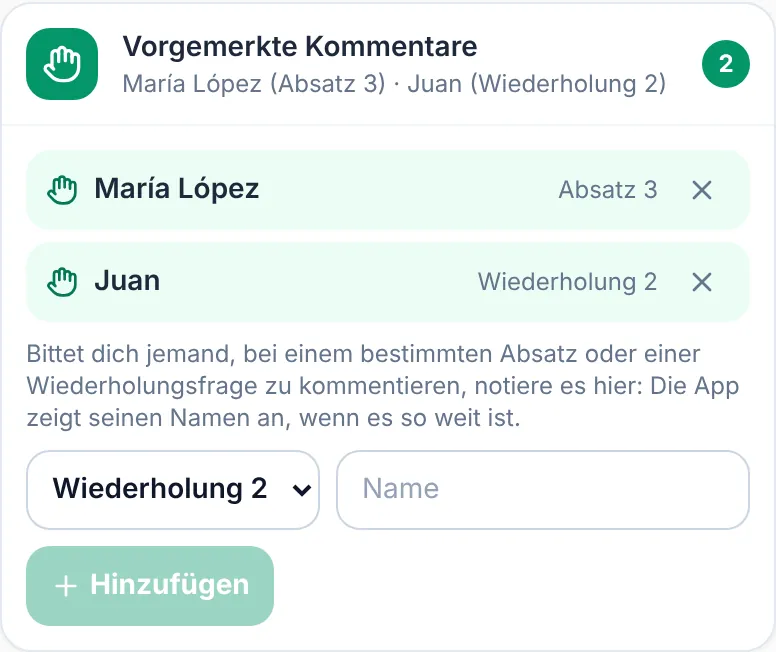 Vorgemerkte Kommentare
María López (Absatz 3) · Juan (Wiederholung 2)
2
María López
Absatz 3
Juan
Wiederholung 2
Bittet dich jemand, bei einem bestimmten Absatz oder einer
Wiederholungsfrage zu kommentieren, notiere es hier: Die App
zeigt seinen Namen an, wenn es so weit ist.
Wiederholung 2
Name
+ Hinzufügen